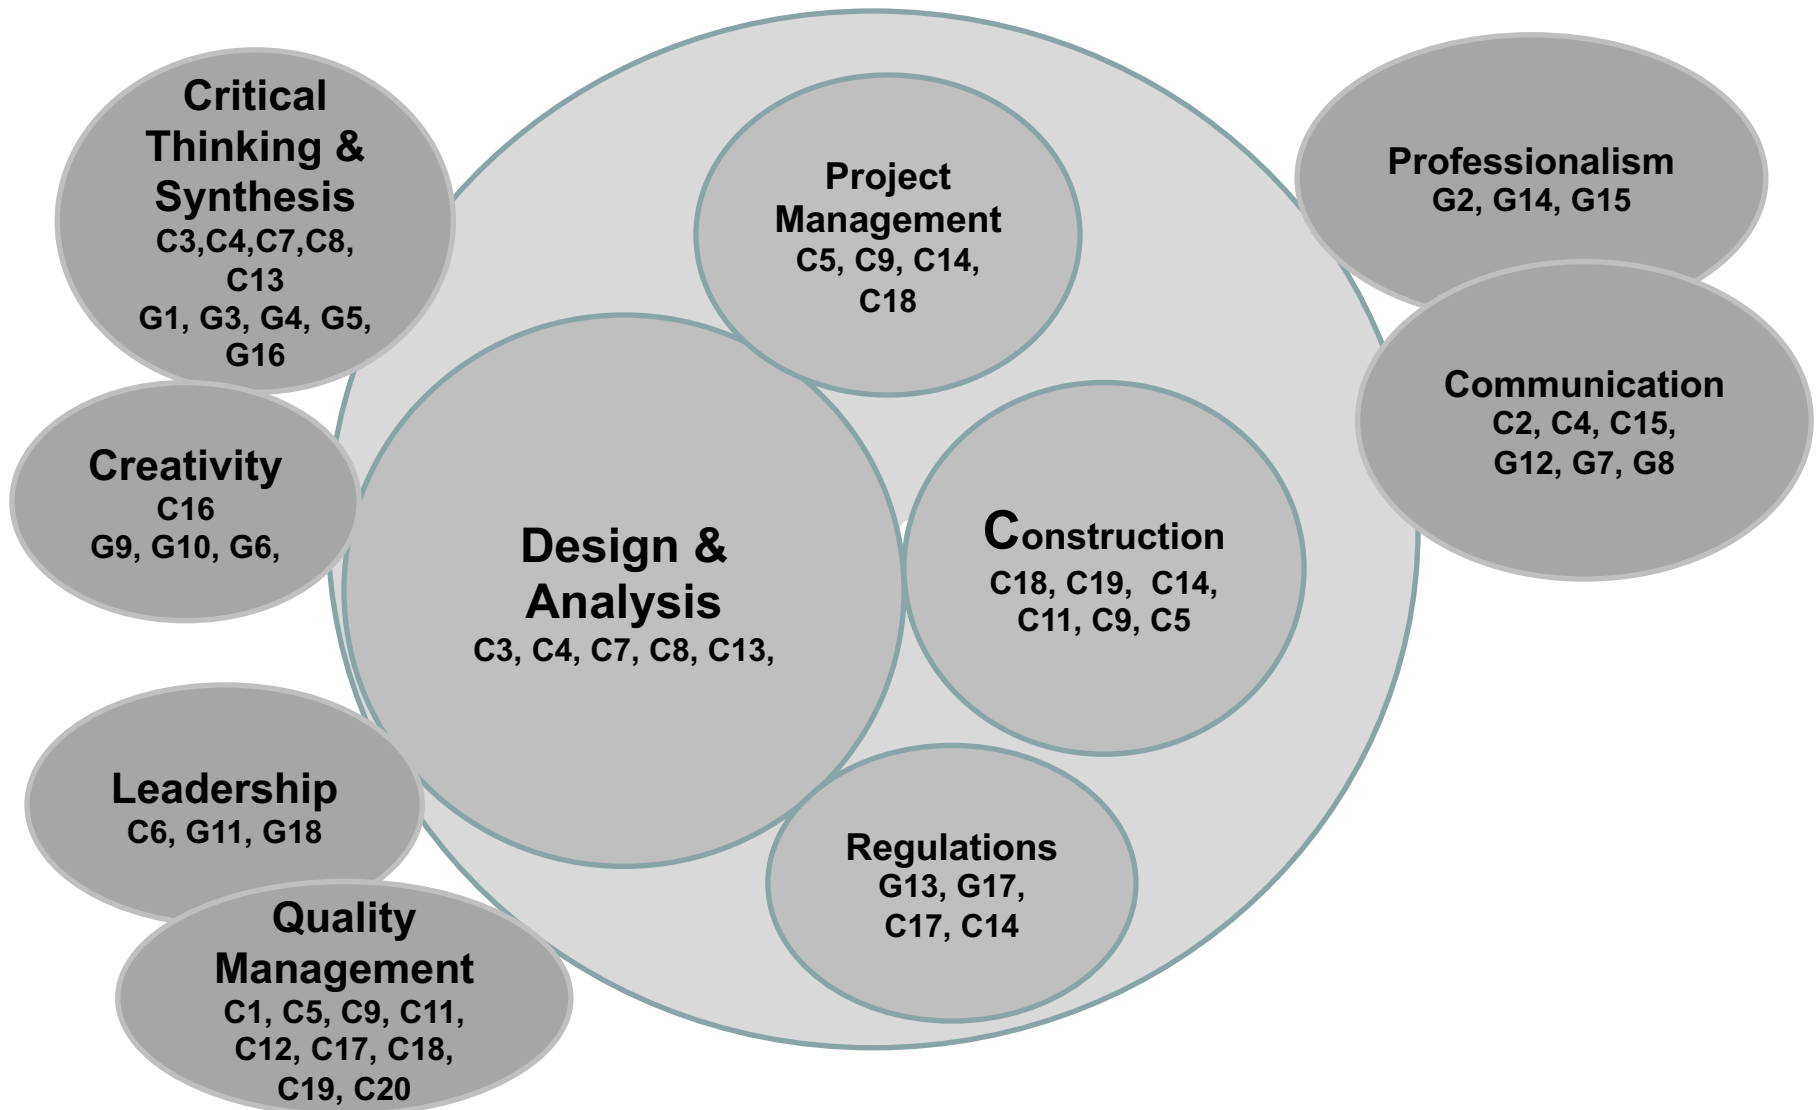 Critical
Thinking &
Synthesis
C3,C4,C7,C8,
C13
G1, G3, G4, G5,
G16
Creativity
C16
G9, G10, G6,
Leadership
C6, G11, G18
Quality
Management
C1, C5, C9, C11,
C12, C17, C18,
C19, C20
Project
Management
C5, C9, C14,
C18
Design &
Analysis
C3, C4, C7, C8, C13,
Construction
C18, C19,  C14,
C11, C9, C5
Regulations
G13, G17,
C17, C14
Professionalism
G2, G14, G15
Communication
C2, C4, C15,
G12, G7, G8